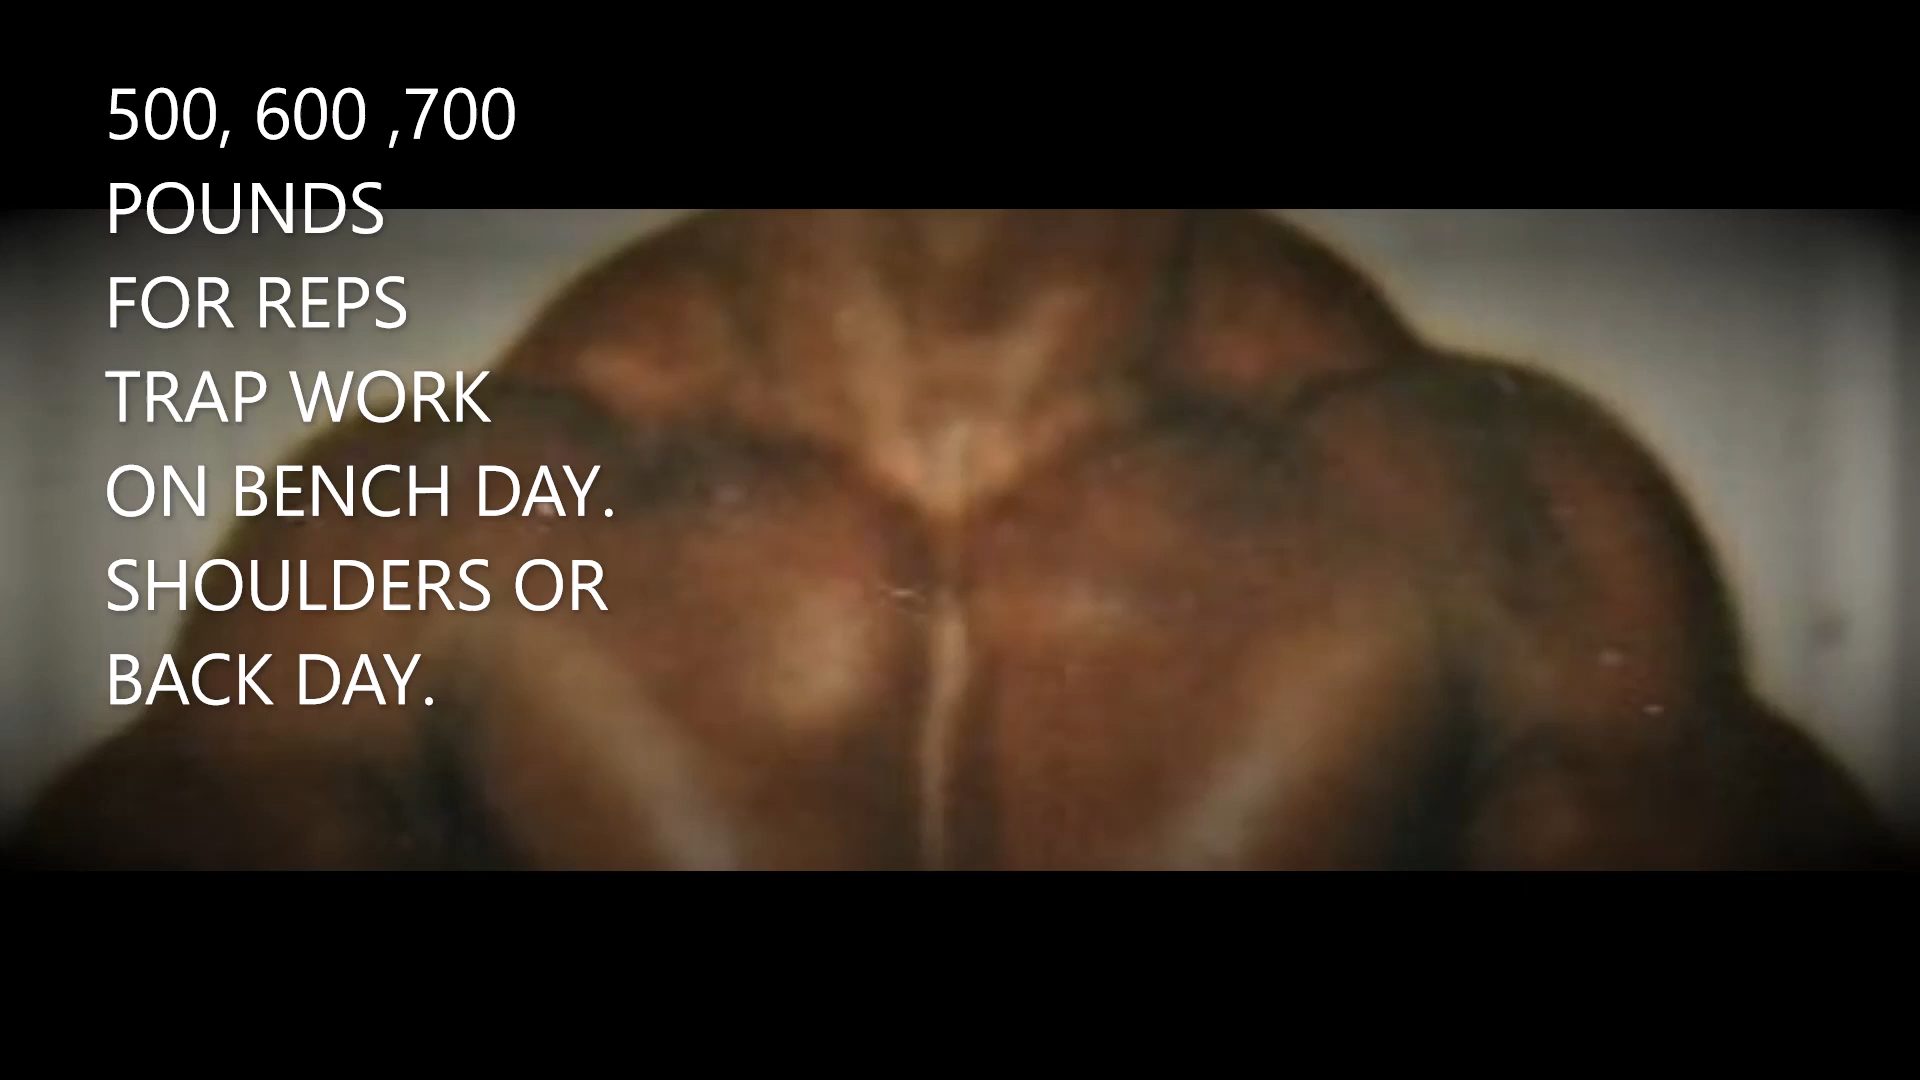 500, 600 ,700
POUNDS
FOR REPS
TRAP WORK
ON BENCH DAY.
SHOULDERS OR
BACK DAY.